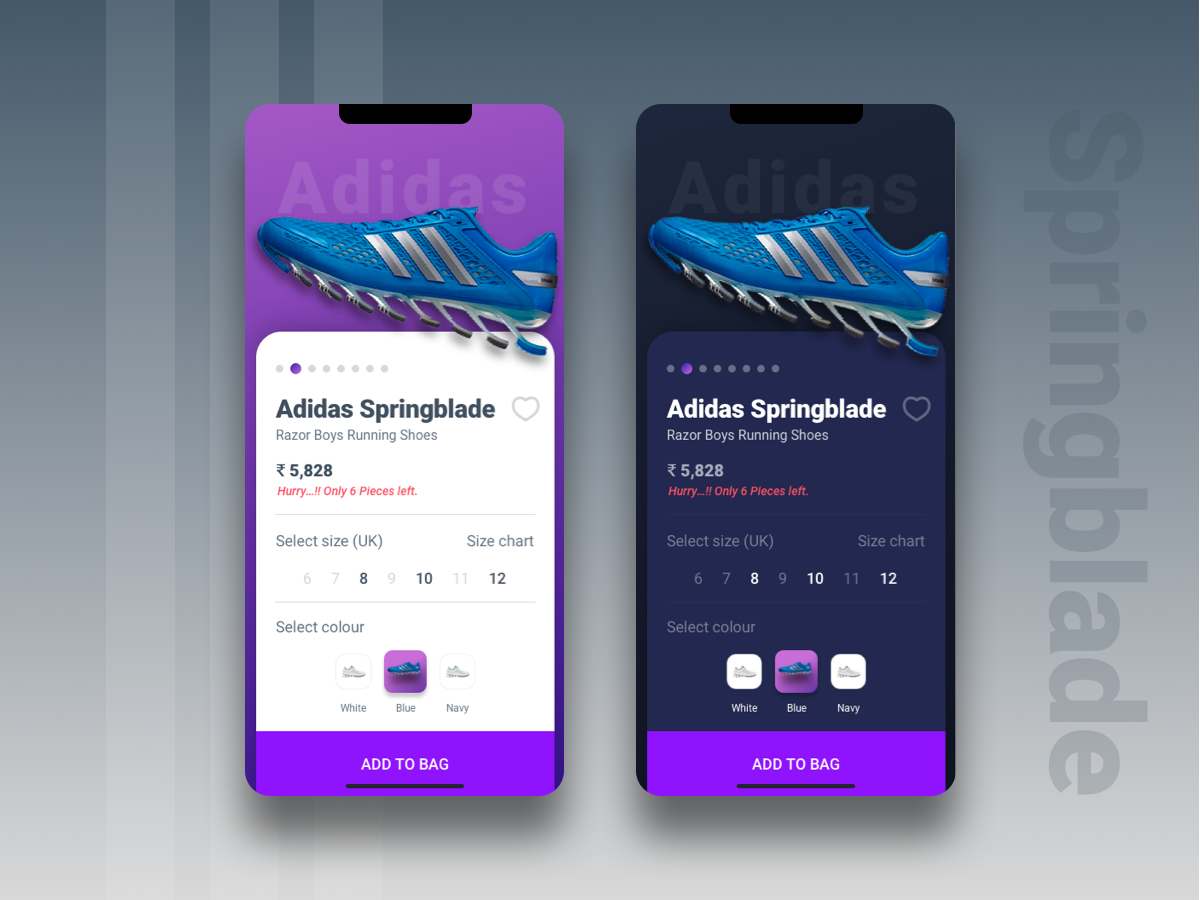 Adidas
Adidas Springblade
Razor Boys Running Shoes
₹ 5,828
Hurry...!! Only 6 Pieces left.
Select size (UK) Size chart
6 7 8 9 10 11 12
Select colour
White Blue Navy
ADD TO BAG
Adidas
Adidas Springblade
Razor Boys Running Shoes
₹ 5,828
Hurry...!! Only 6 Pieces left.
Select size (UK) Size chart
6 7 8 9 10 11 12
Select colour
White Blue Navy
ADD TO BAG
Springblade